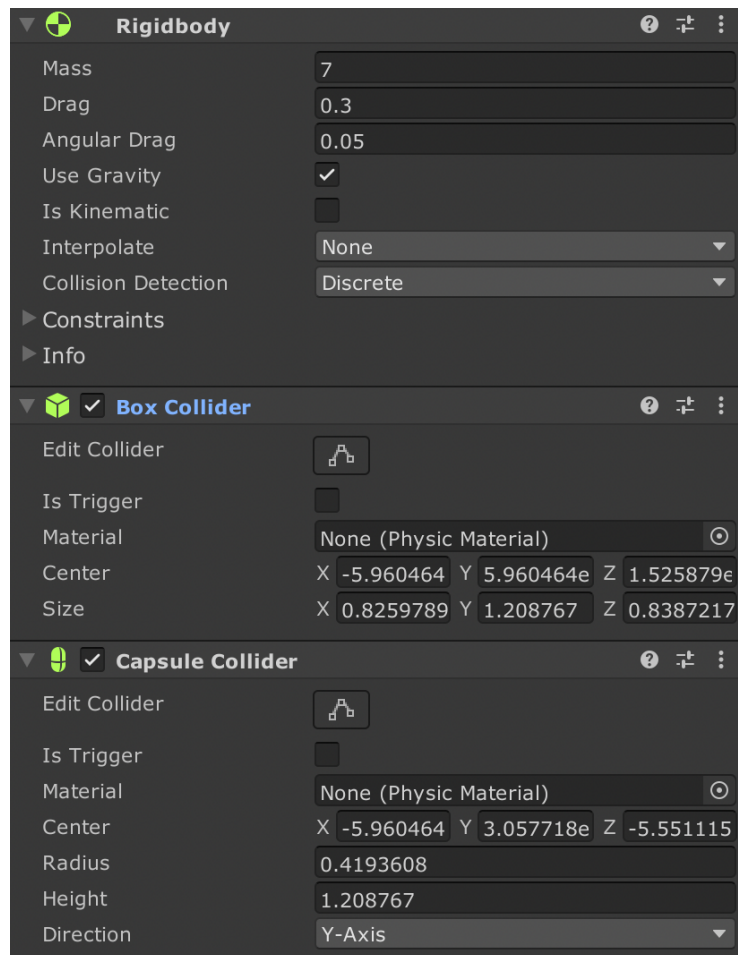 Rigidbody
Mass 7
Drag 0.3
Angular Drag 0.05
Use Gravity
Is Kinematic
Interpolate None
Collision Detection Discrete
Constraints
Info
Box Collider
Edit Collider
Is Trigger
Material None (Physic Material)
Center X -5.960464 Y 5.960464e Z 1.525879e
Size X 0.8259789 Y 1.208767 Z 0.8387217
Capsule Collider
Edit Collider
Is Trigger
Material None (Physic Material)
Center X -5.960464 Y 3.057718e Z -5.551115
Radius 0.4193608
Height 1.208767
Direction Y-Axis